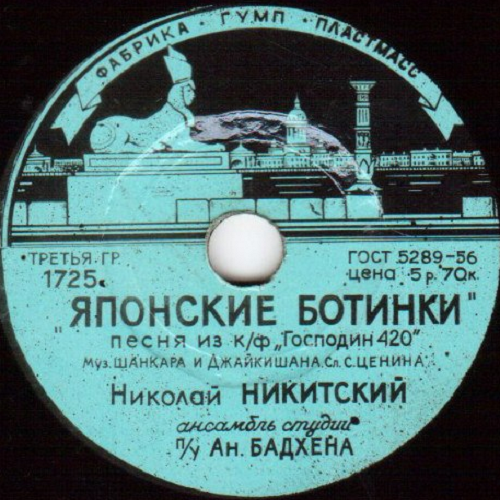 ФАБРИКА · ГУМП · ПЛАСТМАСС
ТРЕТЬЯ ГР.
1725.
ГОСТ 5289-56
цена 5 р. 70к.
"ЯПОНСКИЕ БОТИНКИ"
песня из к/ф „Господин 420"
Муз. ШАНКАРА И ДЖАЙКИШАНА. Сл. С. ЦЕНИНА
Николай НИКИТСКИЙ
ансамбль студии
п/у Ан. БАДХЕНА